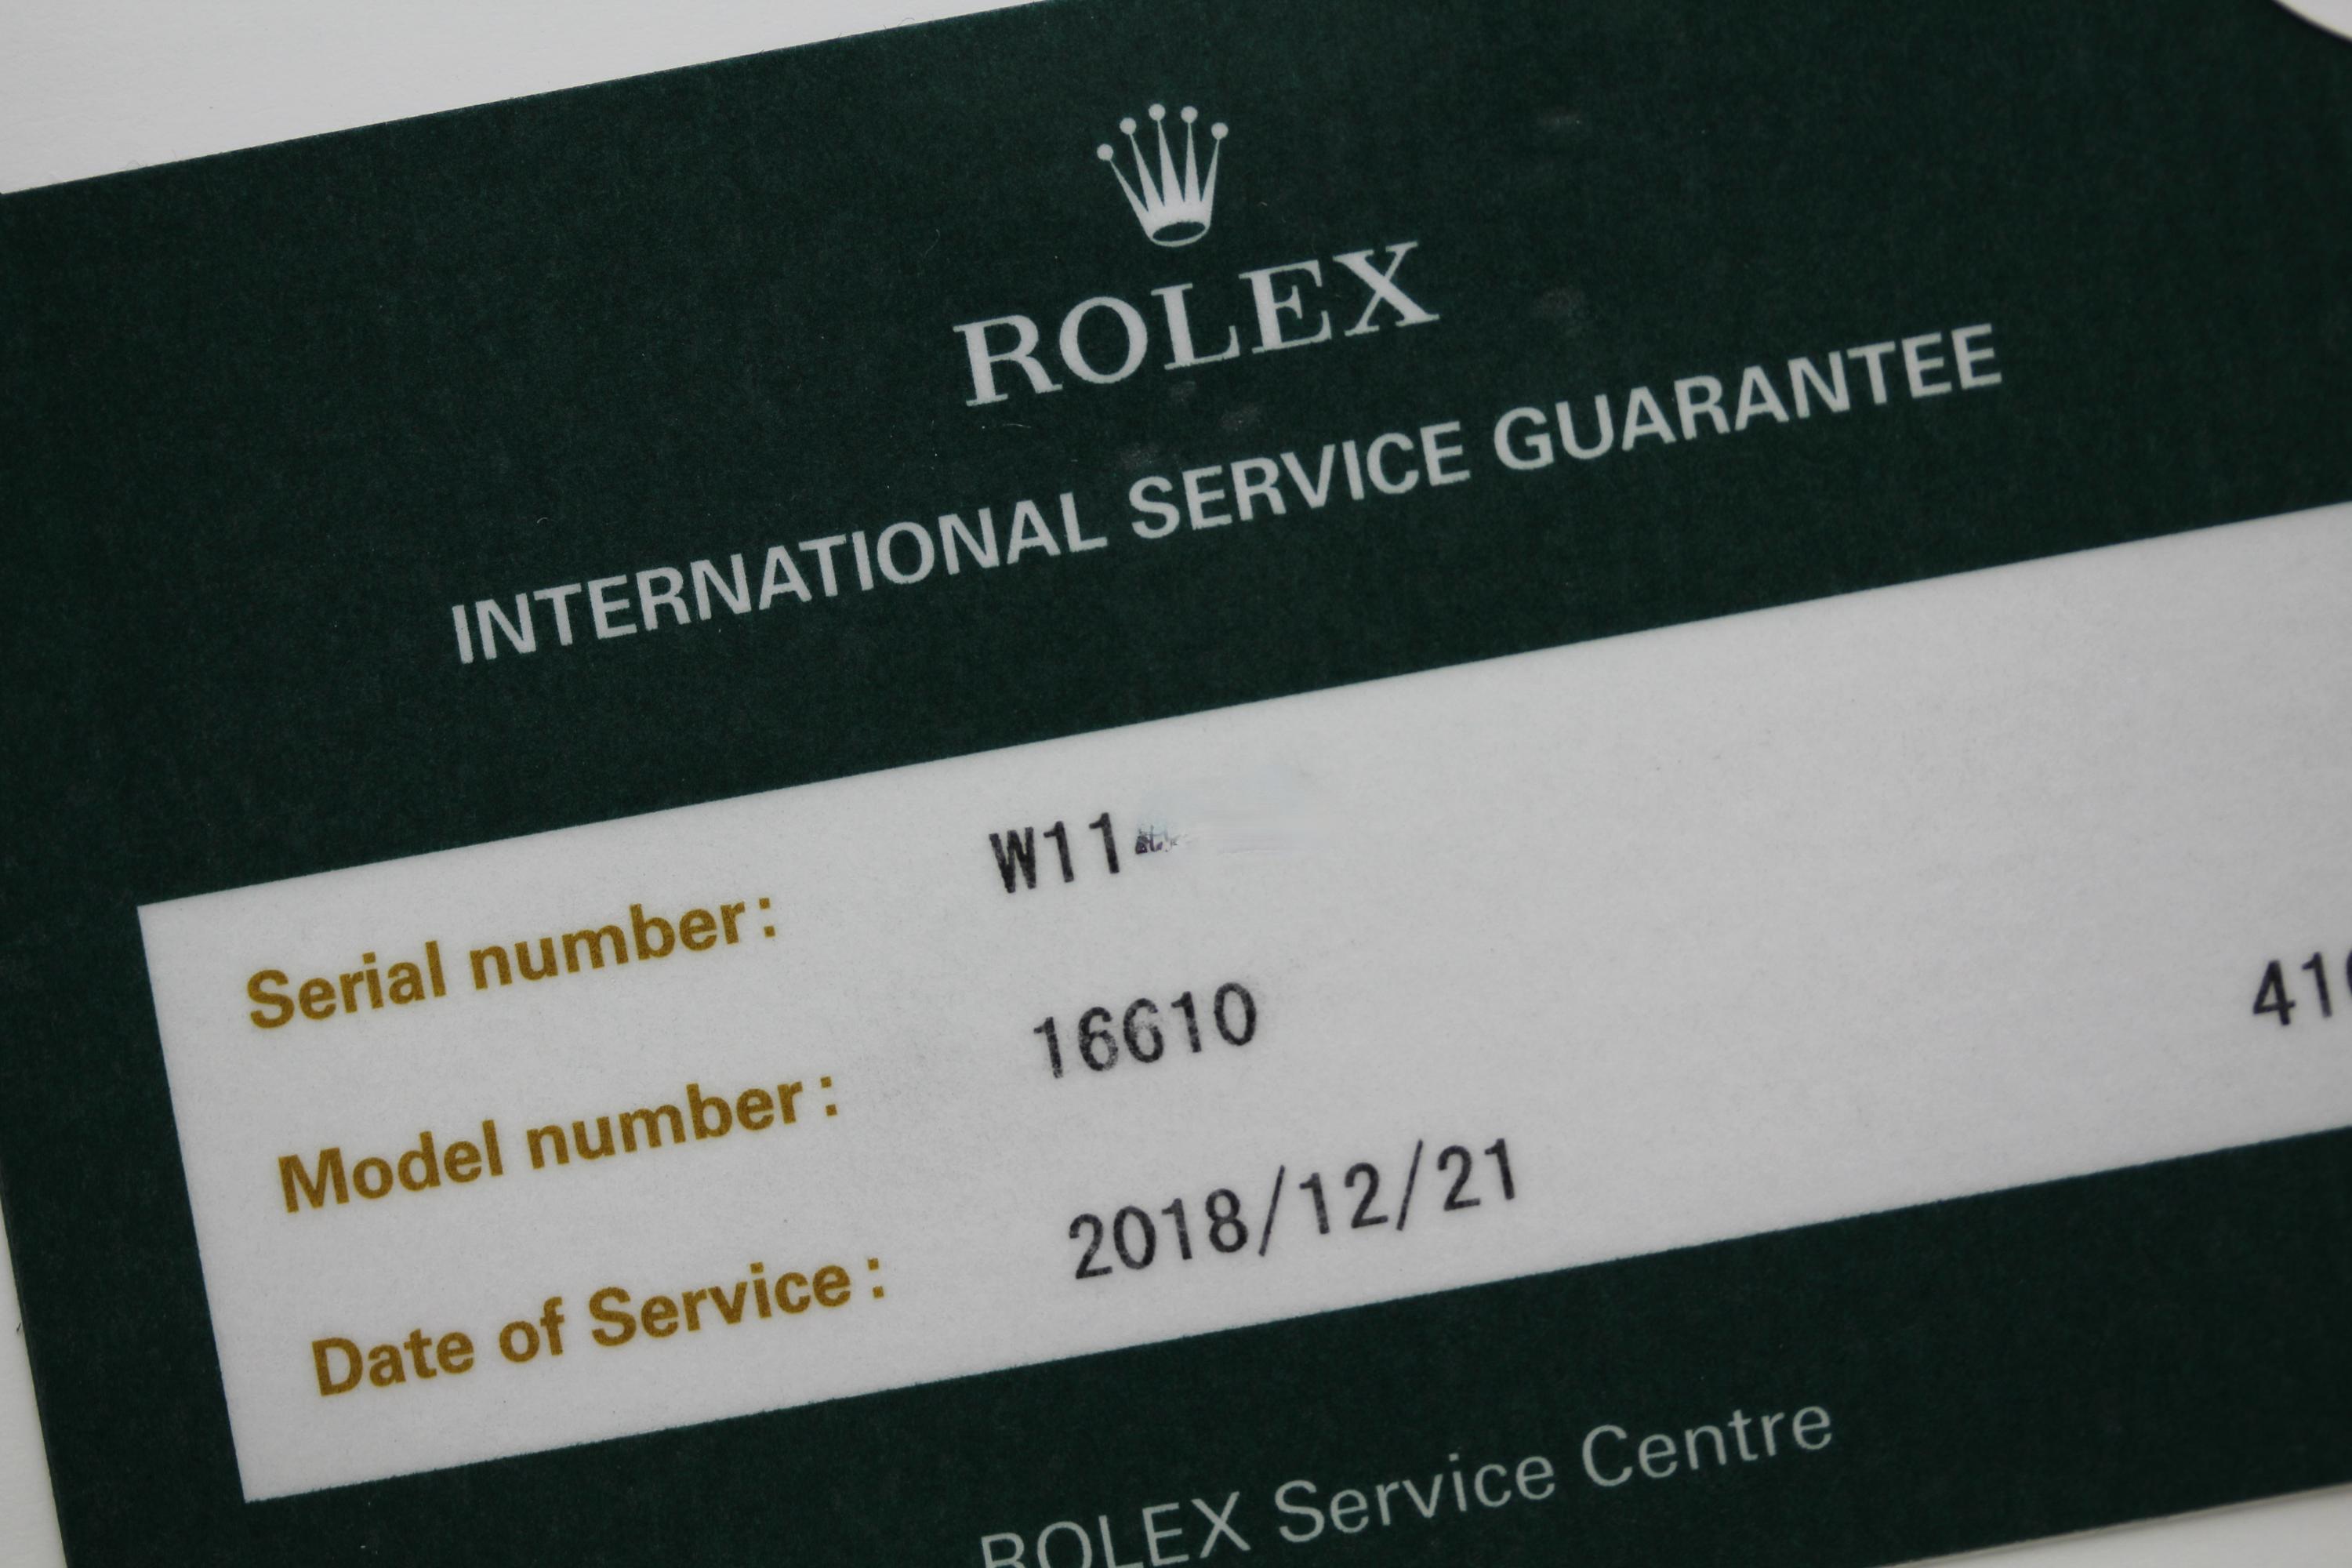 ROLEX
INTERNATIONAL SERVICE GUARANTEE
Serial number: W11
Model number: 16610
Date of Service: 2018/12/21
ROLEX Service Centre